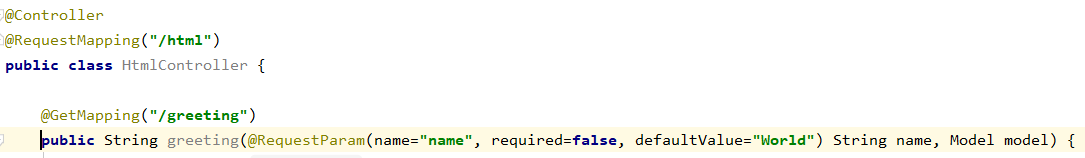 @Controller
@RequestMapping("/html")
public class HtmlController {
@GetMapping("/greeting")
public String greeting(@RequestParam(name="name", required=false, defaultValue="World") String name, Model model) {